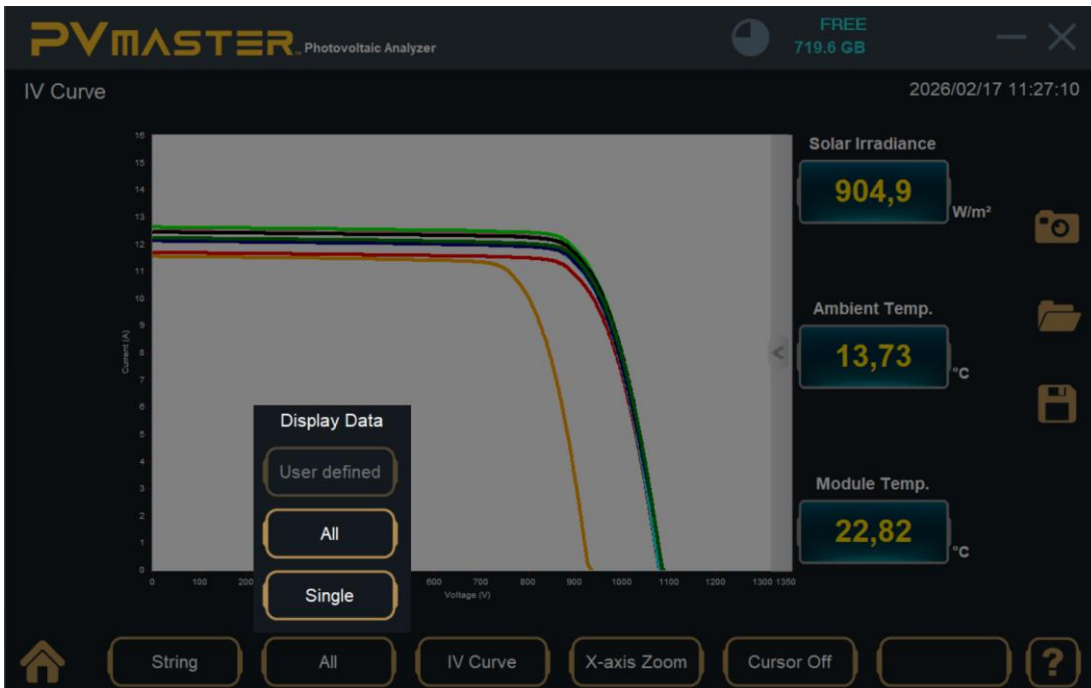 PVMASTER Photovoltaic Analyzer
FREE
719.6 GB
IV Curve
2026/02/17 11:27:10
Solar Irradiance
904,9
W/m²
Ambient Temp.
13,73
°C
Module Temp.
22,82
°C
16
15
14
13
12
11
10
9
8
7
6
5
4
3
2
1
0
Current (A)
0 100 200 600 700 800 900 1000 1100 1200 1300 1350
Voltage (V)
Display Data
User defined
All
Single
String All IV Curve X-axis Zoom Cursor Off ?